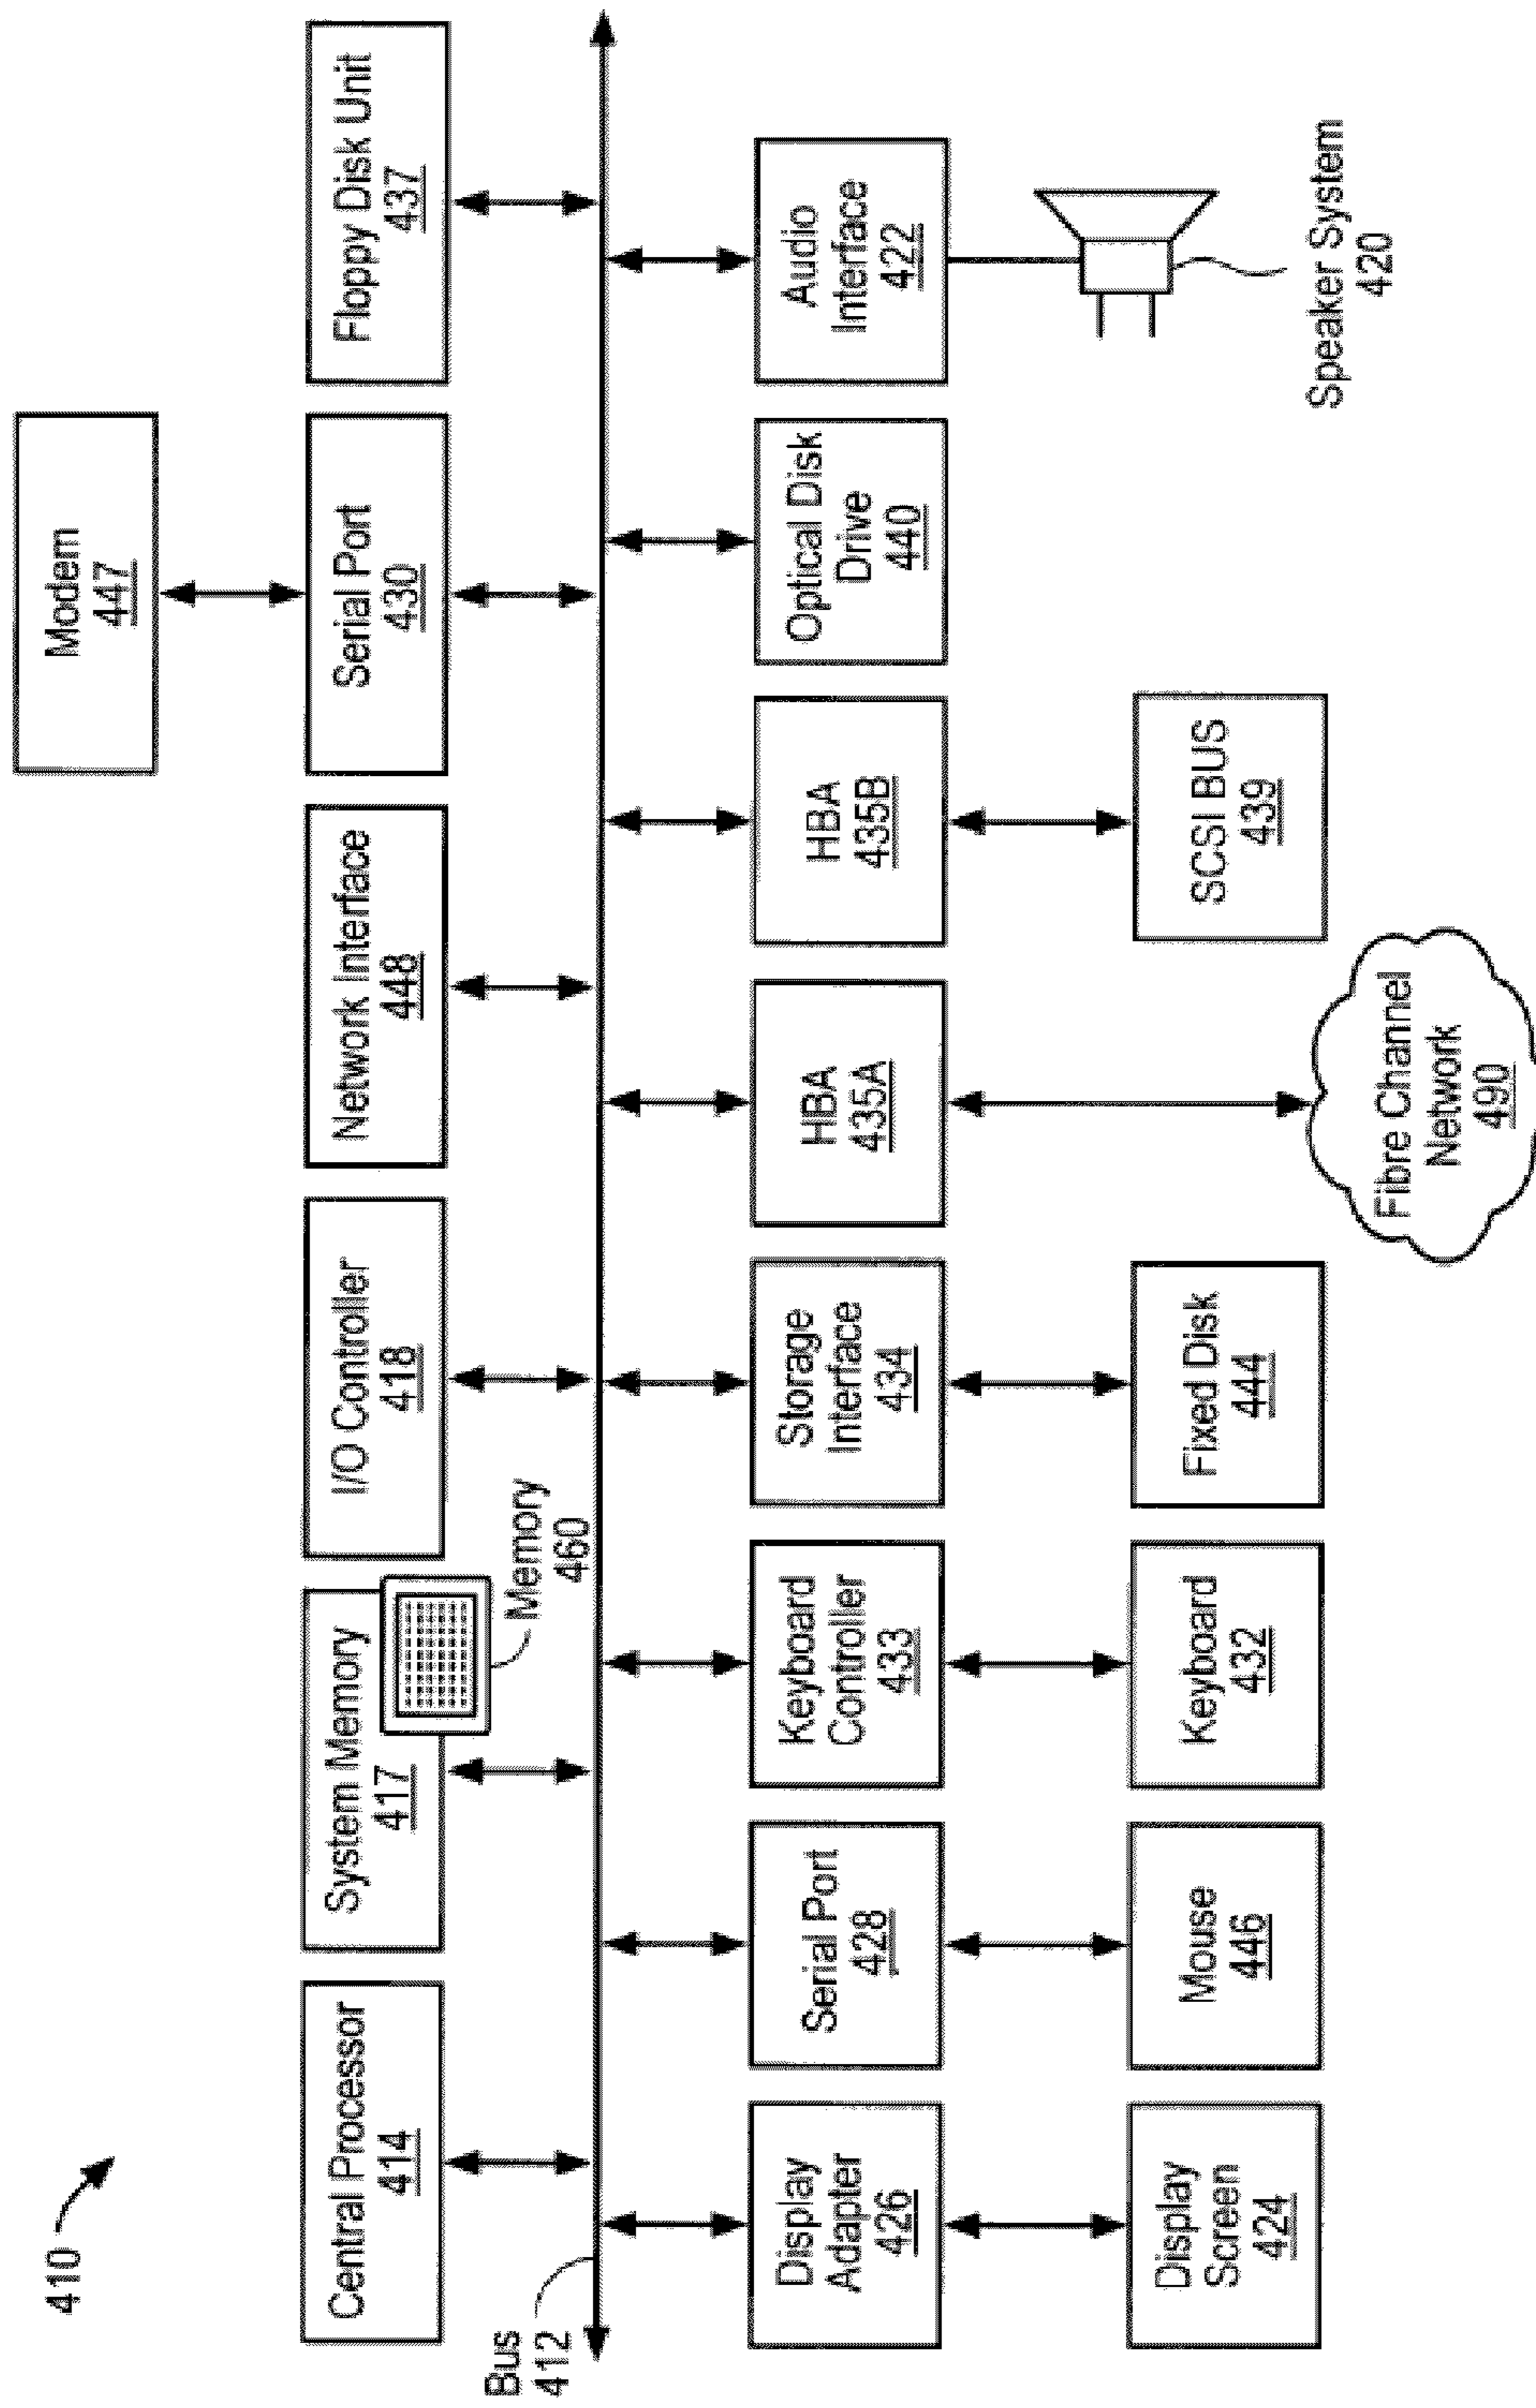 410
Modem
447
Central Processor
414
System Memory
417
I/O Controller
418
Network Interface
448
Serial Port
430
Floppy Disk Unit
437
Memory
460
Bus
412
Display
Adapter
426
Serial Port
428
Keyboard
Controller
433
Storage
Interface
434
HBA
435A
HBA
435B
Optical Disk
Drive
440
Audio
Interface
422
Display
Screen
424
Mouse
446
Keyboard
432
Fixed Disk
444
Fibre Channel
Network
490
SCSI BUS
439
Speaker System
420